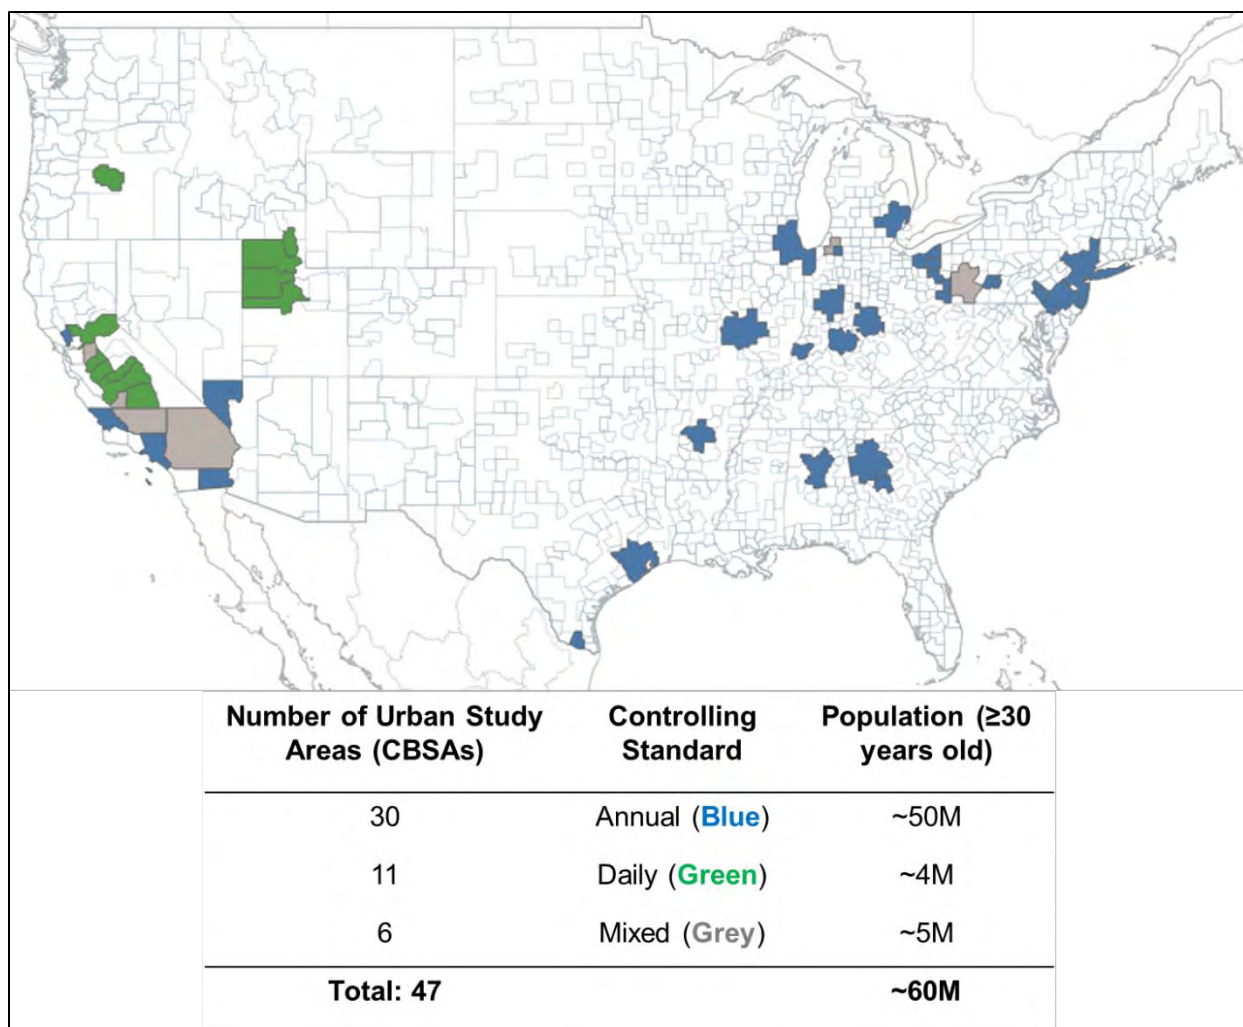 Number of Urban Study Areas (CBSAs) Controlling Standard Population (≥30 years old)
30 Annual (Blue) ~50M
11 Daily (Green) ~4M
6 Mixed (Grey) ~5M
Total: 47 ~60M